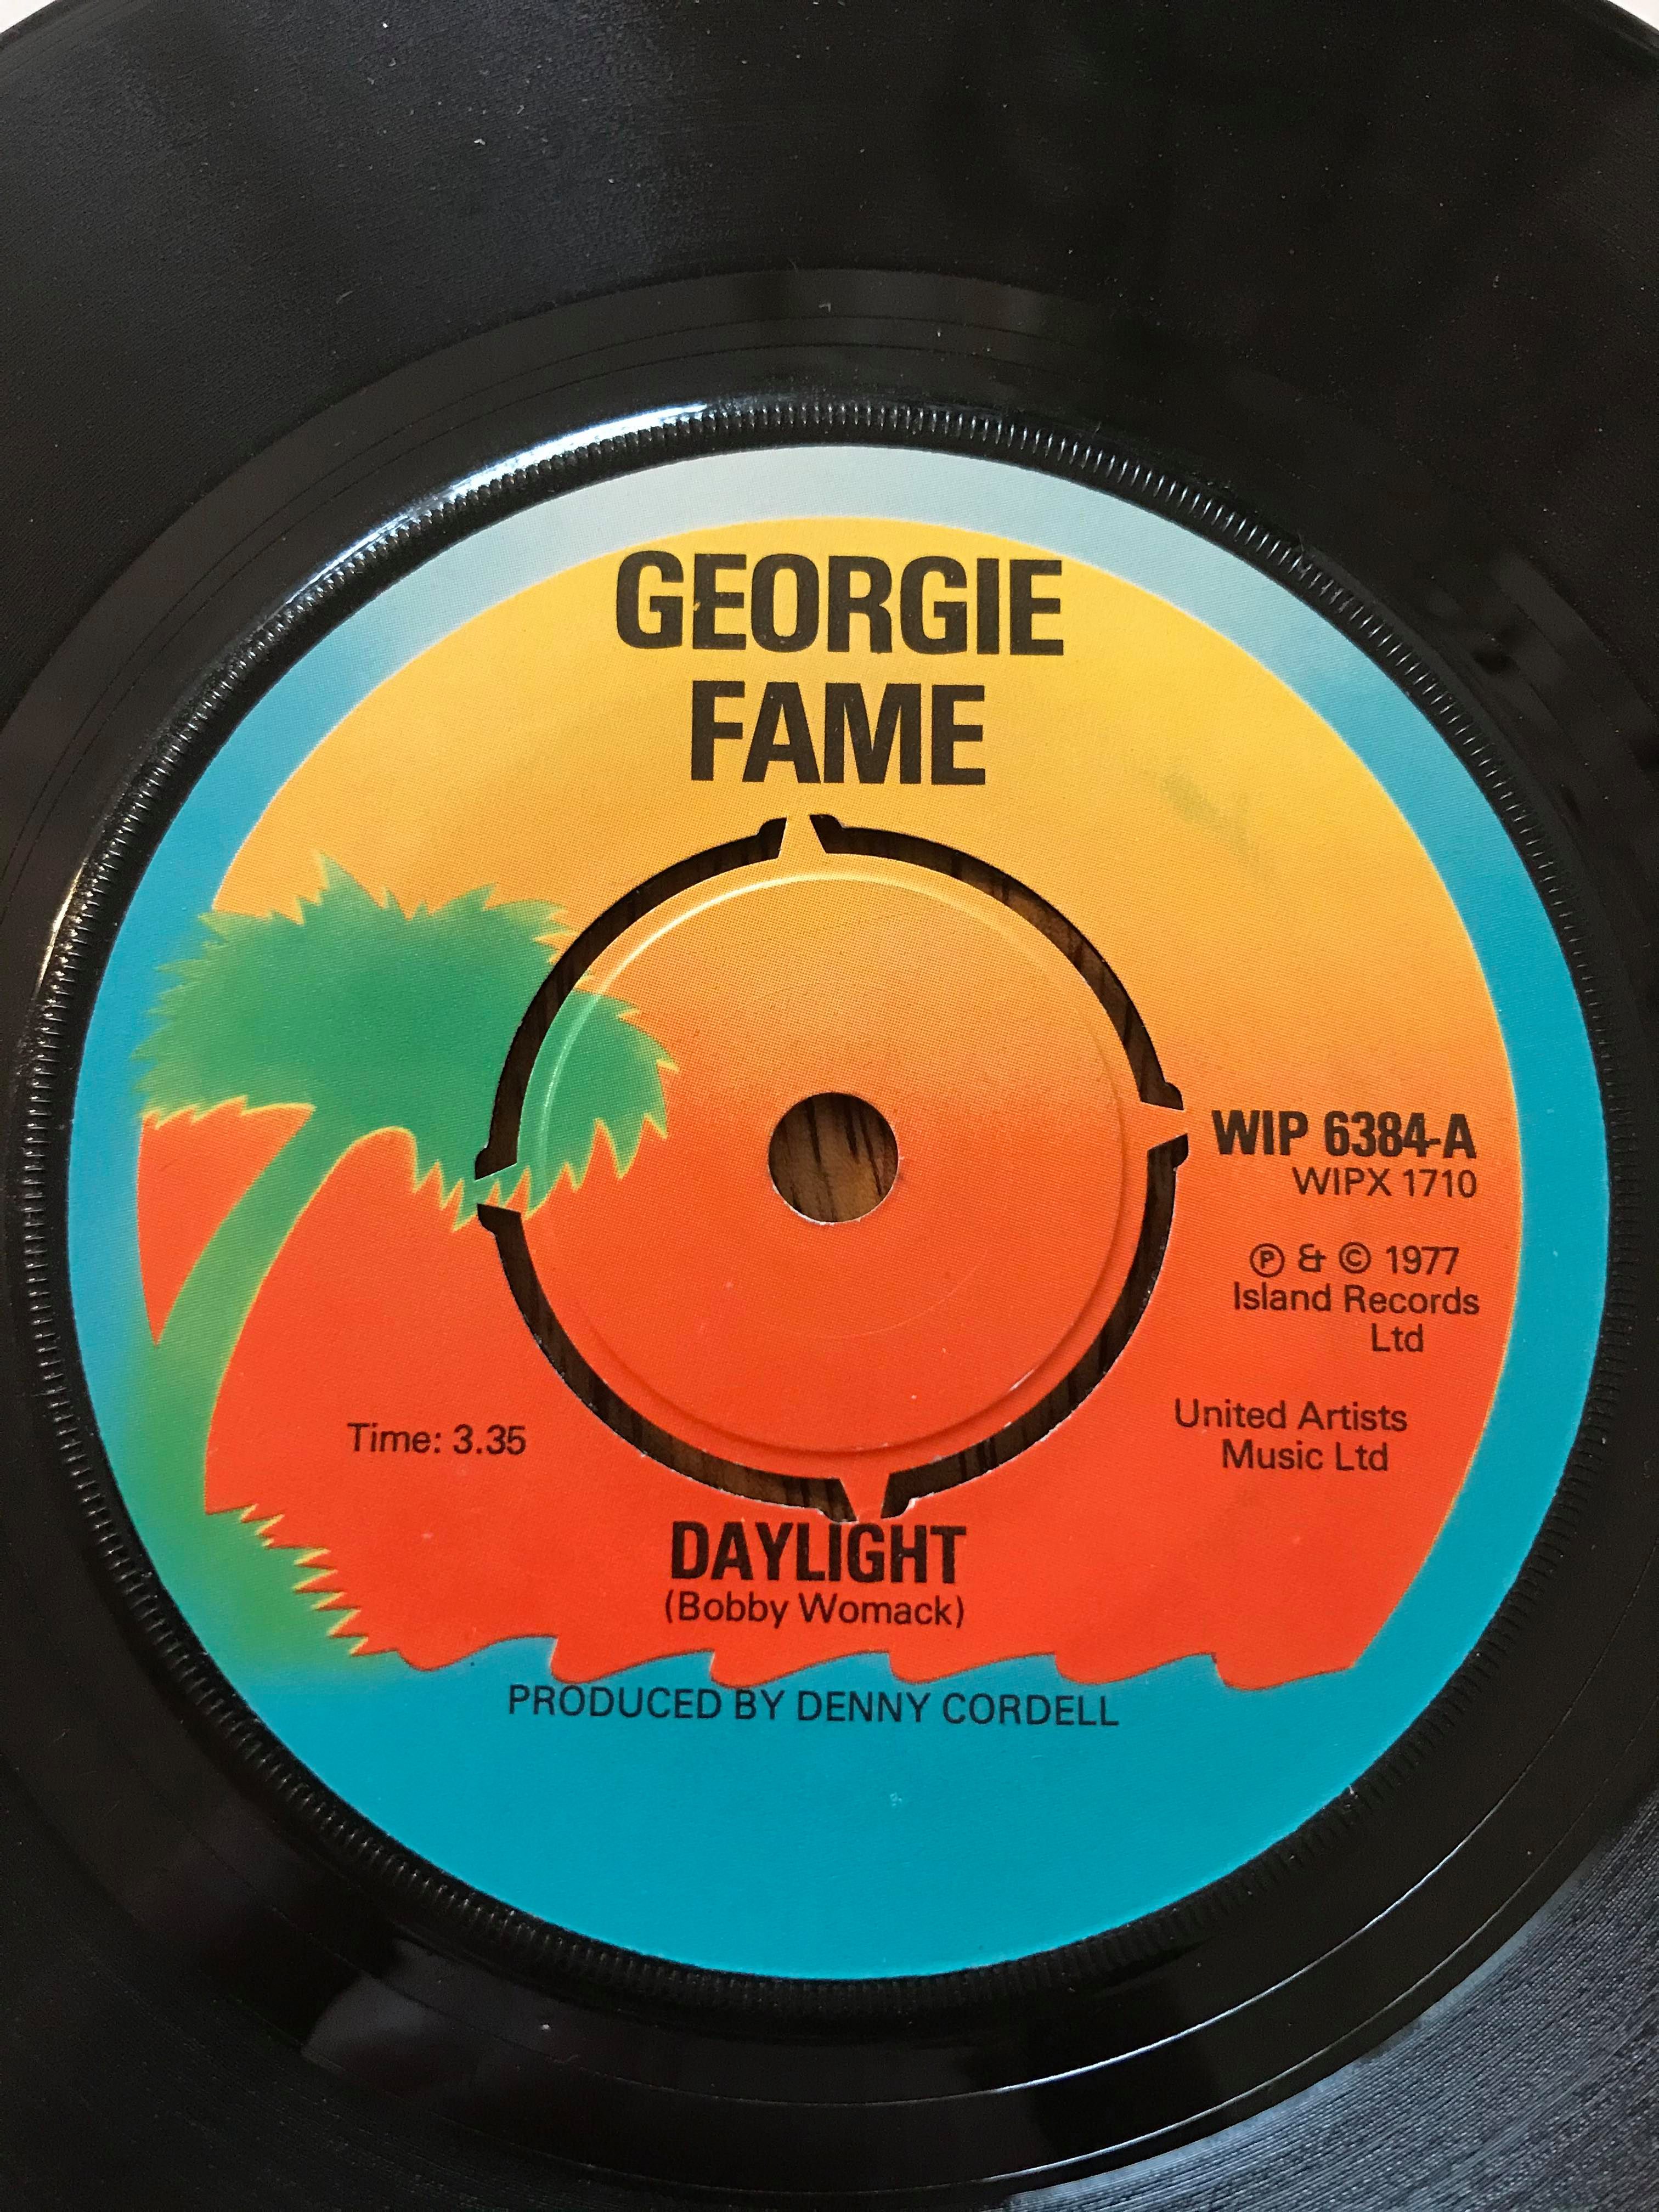 GEORGIE
FAME
WIP 6384-A
WIPX 1710
Ⓟ & © 1977
Island Records
Ltd
United Artists
Music Ltd
Time: 3.35
DAYLIGHT
(Bobby Womack)
PRODUCED BY DENNY CORDELL